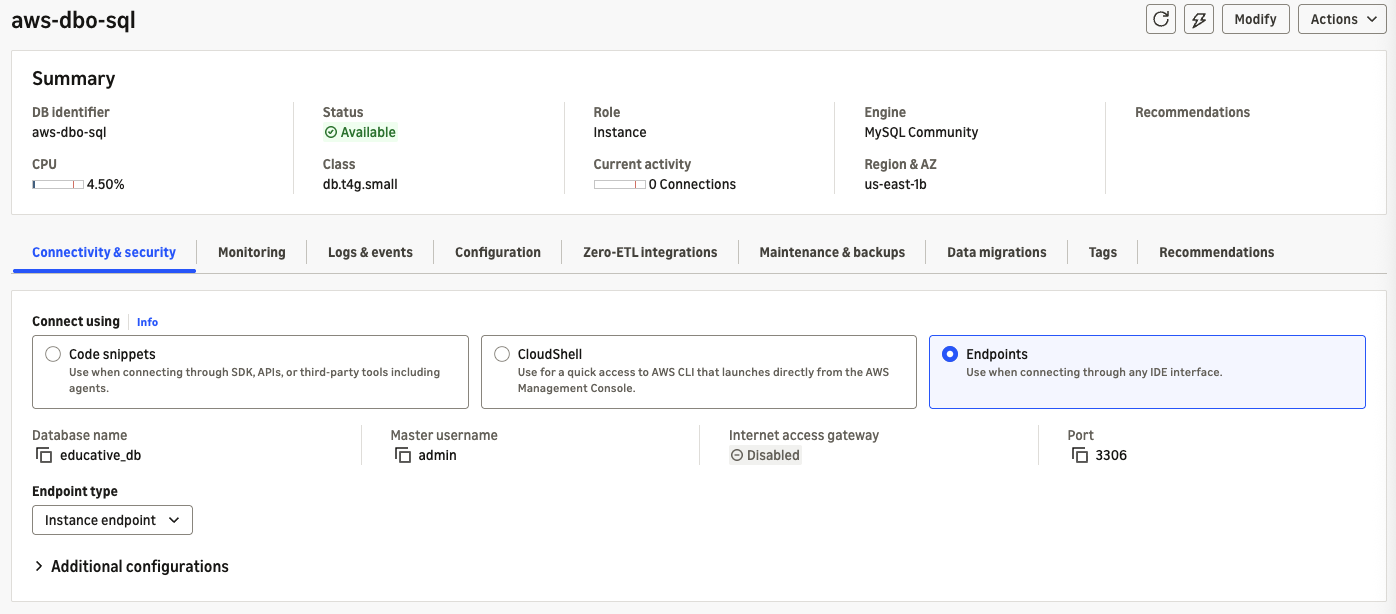 aws-dbo-sql
Modify
Actions
Summary
DB identifier
aws-dbo-sql
Status
Available
Role
Instance
Engine
MySQL Community
Recommendations
CPU
4.50%
Class
db.t4g.small
Current activity
0 Connections
Region & AZ
us-east-1b
Connectivity & security
Monitoring
Logs & events
Configuration
Zero-ETL integrations
Maintenance & backups
Data migrations
Tags
Recommendations
Connect using
Info
Code snippets
Use when connecting through SDK, APIs, or third-party tools including
agents.
CloudShell
Use for a quick access to AWS CLI that launches directly from the AWS
Management Console.
Endpoints
Use when connecting through any IDE interface.
Database name
educative_db
Master username
admin
Internet access gateway
Disabled
Port
3306
Endpoint type
Instance endpoint
Additional configurations